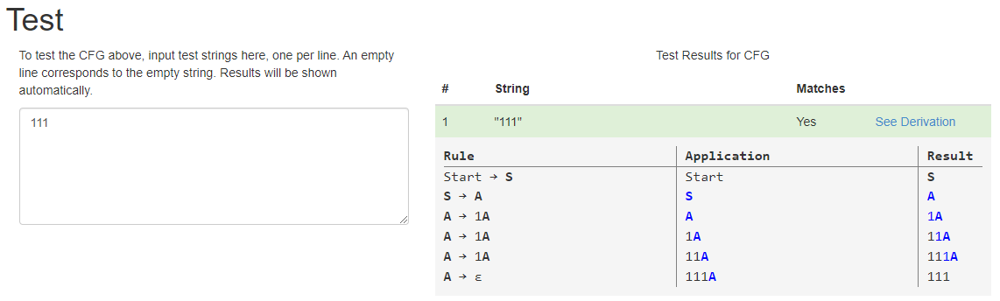 Test
To test the CFG above, input test strings here, one per line. An empty
line corresponds to the empty string. Results will be shown
automatically.
111
Test Results for CFG
# String Matches
1 "111" Yes See Derivation
Rule Application Result
Start → S Start S
S → A S A
A → 1A A 1A
A → 1A 1A 11A
A → 1A 11A 111A
A → ε 111A 111